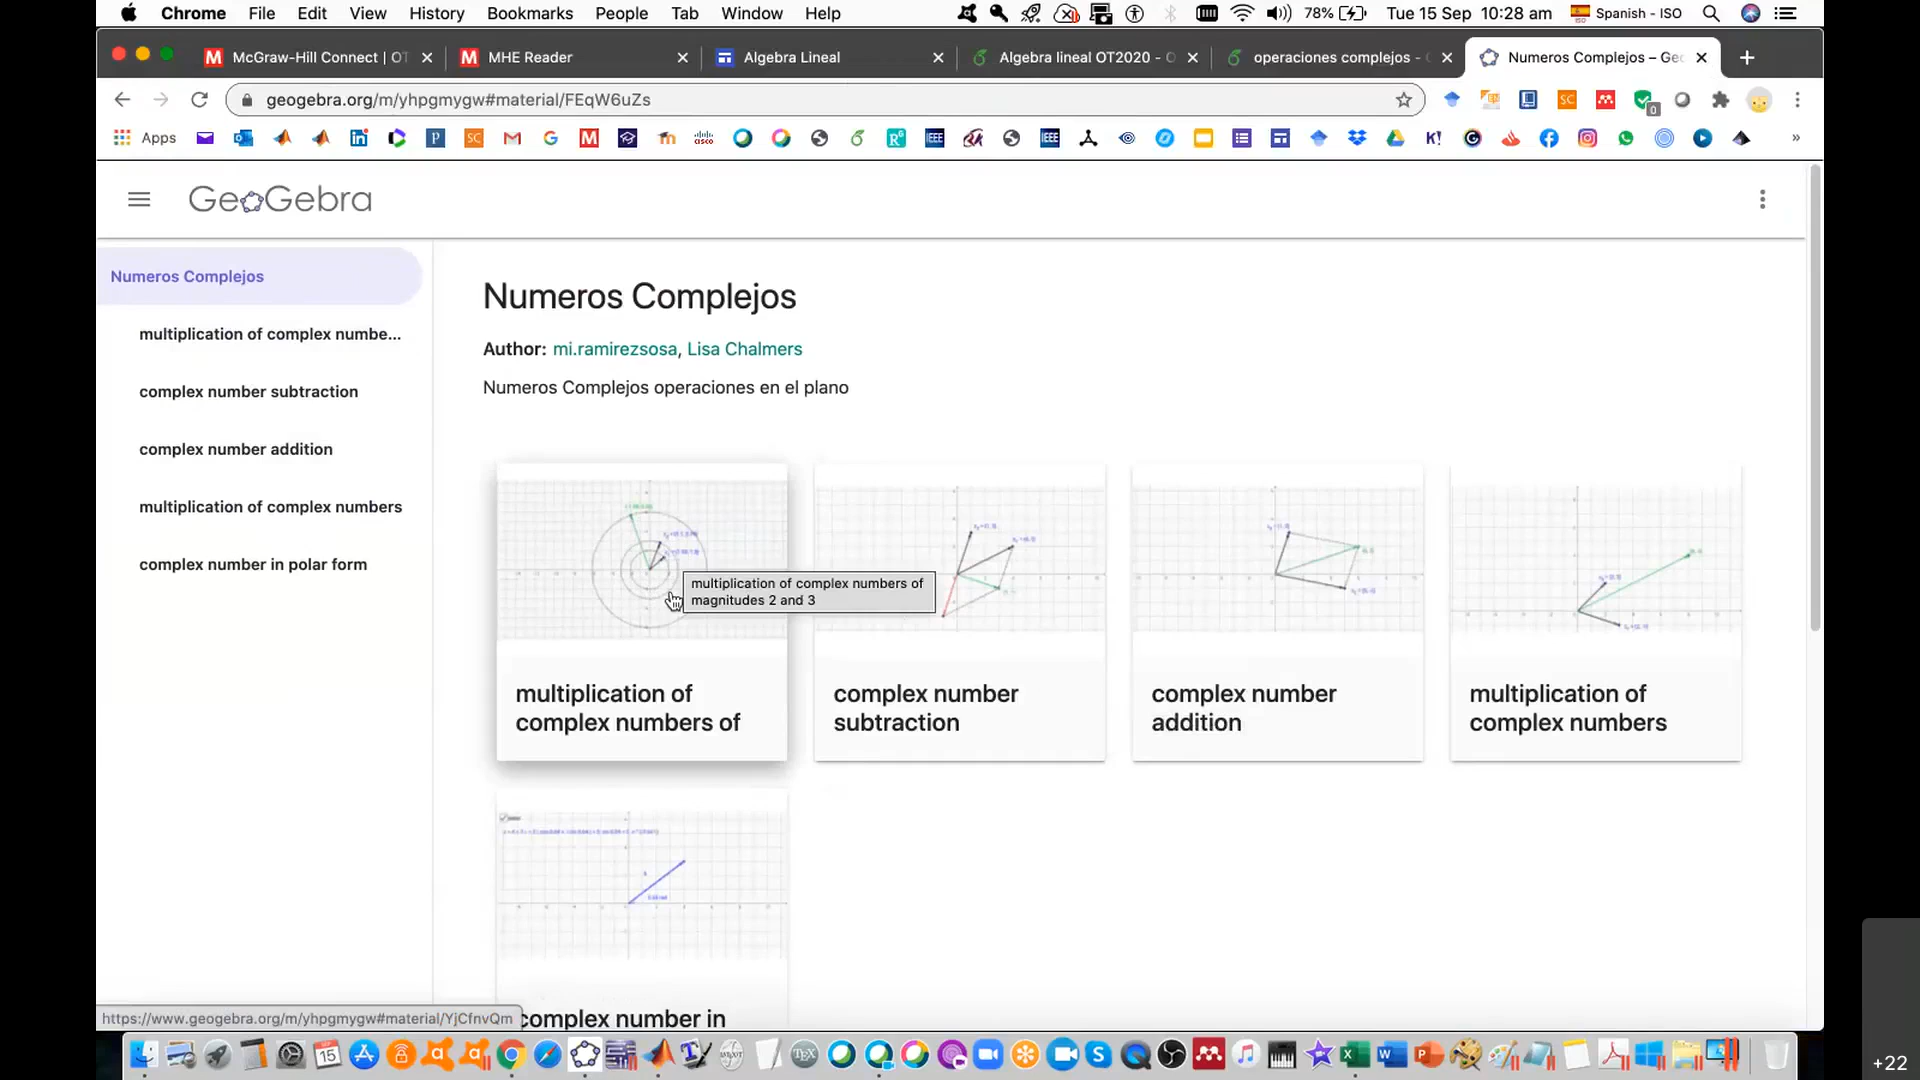 Chrome File Edit View History Bookmarks People Tab Window Help 78% Tue 15 Sep 10:28 am Spanish - ISO
McGraw-Hill Connect | OT MHE Reader Algebra Lineal Algebra lineal OT2020 - O operaciones complejos - Numeros Complejos – Geo
geogebra.org/m/yhpgmygw#material/FEqW6uZs
Apps
GeoGebra
Numeros Complejos
multiplication of complex numbe...
complex number subtraction
complex number addition
multiplication of complex numbers
complex number in polar form
Numeros Complejos
Author: mi.ramirezsosa, Lisa Chalmers
Numeros Complejos operaciones en el plano
multiplication of complex numbers of
magnitudes 2 and 3
multiplication of
complex numbers of
complex number
subtraction
complex number
addition
multiplication of
complex numbers
complex number in
https://www.geogebra.org/m/yhpgmygw#material/YjCfnvQm
+22